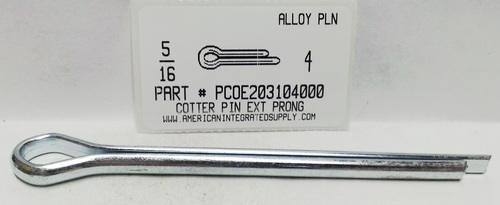 ALLOY PLN
5/16 4
PART # PCOE203104000
COTTER PIN EXT PRONG
WWW.AMERICANINTEGRATEDSUPPLY.COM